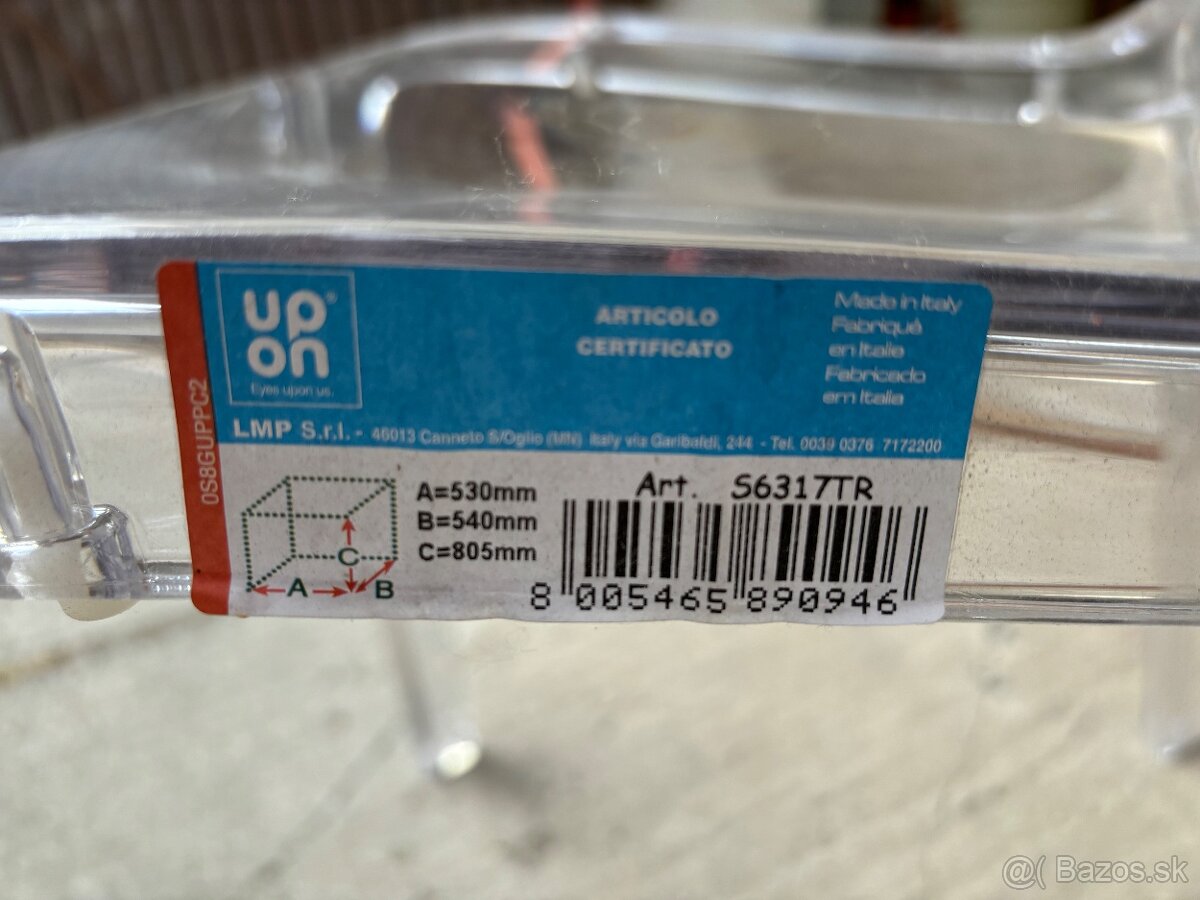 up
on®
Eyes upon us.
ARTICOLO
CERTIFICATO
Made in Italy
Fabriqué
en Italie
Fabricado
em Italia
LMP S.r.l. - 46013 Canneto S/Oglio (MN) Italy via Garibaldi, 244 - Tel. 0039 0376 7172200
0S8GUPPC2
A=530mm
B=540mm
C=805mm
A
B
C
Art. S6317TR
8 005465 890946
@( Bazos.sk